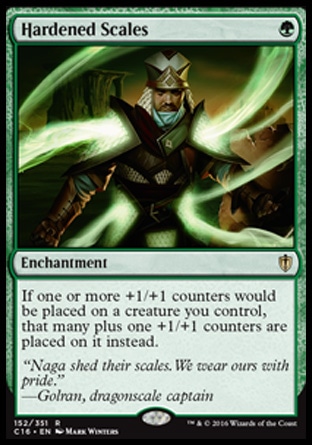 Hardened Scales
Enchantment
If one or more +1/+1 counters would
be placed on a creature you control,
that many plus one +1/+1 counters are
placed on it instead.
“Naga shed their scales. We wear ours with
pride.”
—Golran, dragonscale captain
152/351 R
C16 • EN MARK WINTERS
™ & © 2016 Wizards of the Coast